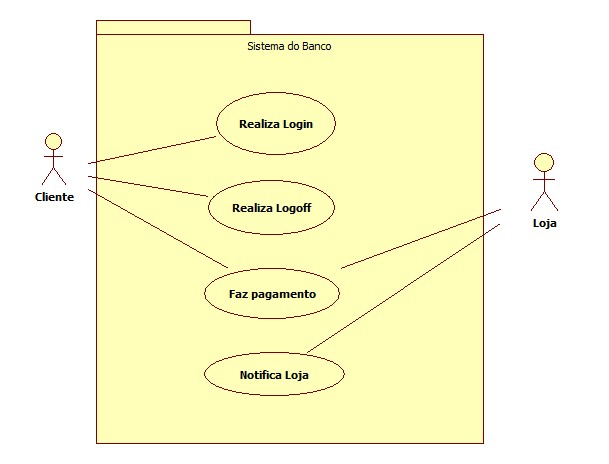 Sistema do Banco
Realiza Login
Cliente
Realiza Logoff
Loja
Faz pagamento
Notifica Loja